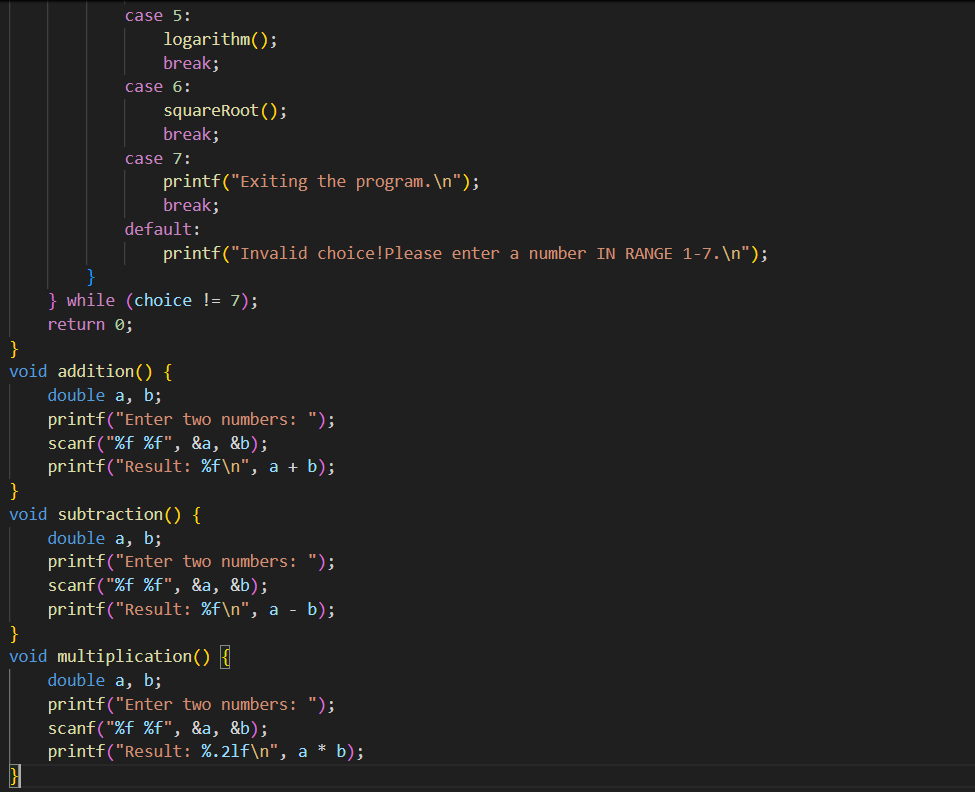 case 5:
logarithm();
break;
case 6:
squareRoot();
break;
case 7:
printf("Exiting the program.\n");
break;
default:
printf("Invalid choice!Please enter a number IN RANGE 1-7.\n");
}
} while (choice != 7);
return 0;
}
void addition() {
double a, b;
printf("Enter two numbers: ");
scanf("%f %f", &a, &b);
printf("Result: %f\n", a + b);
}
void subtraction() {
double a, b;
printf("Enter two numbers: ");
scanf("%f %f", &a, &b);
printf("Result: %f\n", a - b);
}
void multiplication() {
double a, b;
printf("Enter two numbers: ");
scanf("%f %f", &a, &b);
printf("Result: %.2lf\n", a * b);
}